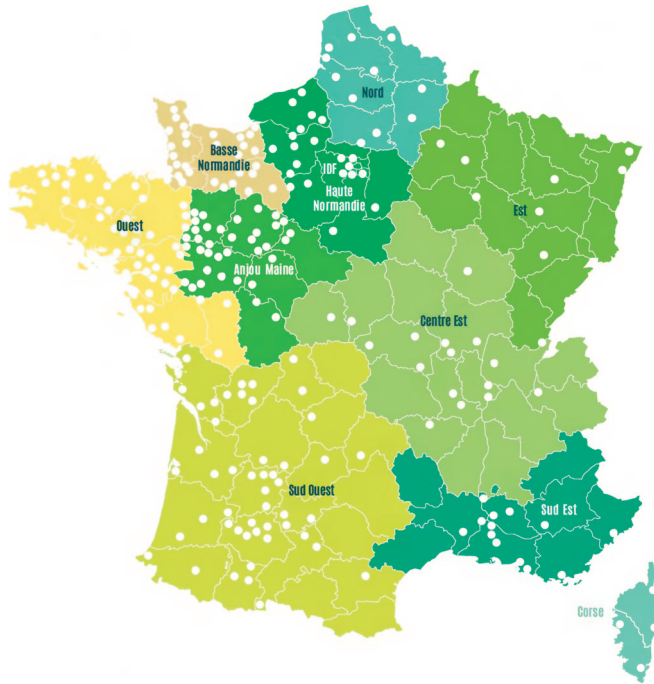 Nord
Basse
Normandie
IDF
Haute
Normandie
Ouest
Est
Anjou Maine
Centre Est
Sud Ouest
Sud Est
Corse